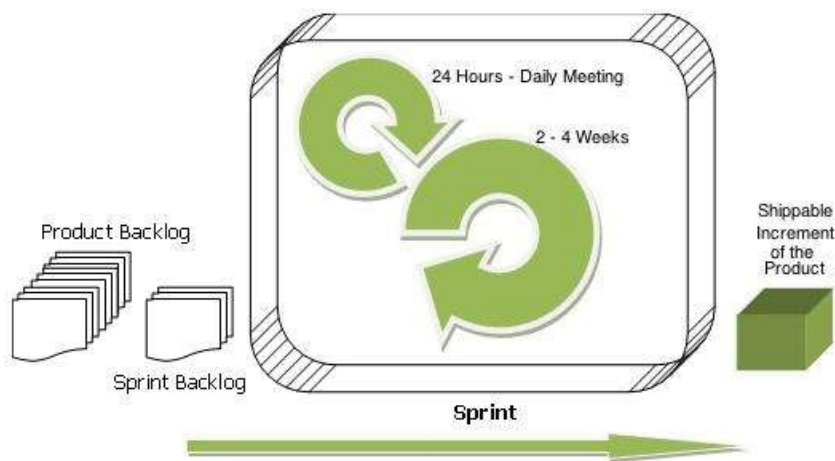 24 Hours - Daily Meeting
2 - 4 Weeks
Product Backlog
Sprint Backlog
Shippable
Increment
of the
Product
Sprint